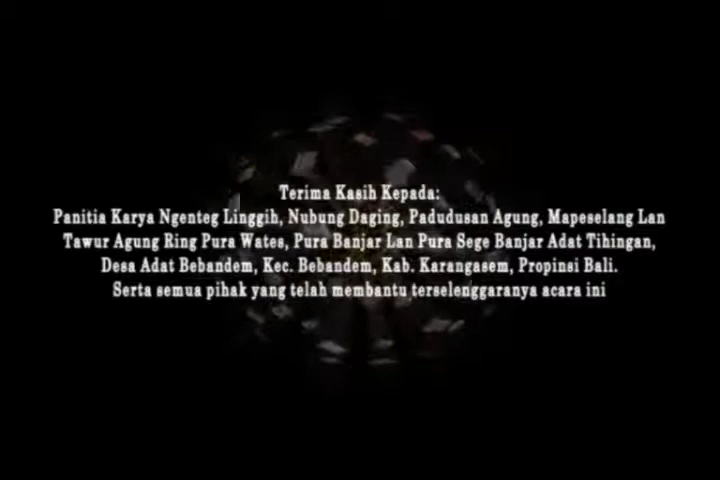 Terima Kasih Kepada:
Panitia Karya Ngenteg Linggih, Nubung Daging, Padudusan Agung, Mapeselang Lan
Tawur Agung Ring Pura Wates, Pura Banjar Lan Pura Sege Banjar Adat Tihingan,
Desa Adat Bebandem, Kec. Bebandem, Kab. Karangasem, Propinsi Bali.
Serta semua pihak yang telah membantu terselenggaranya acara ini